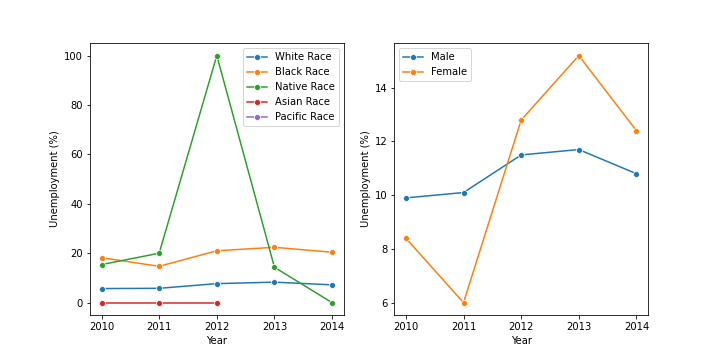 Unemployment (%)
100
80
60
40
20
0
2010 2011 2012 2013 2014
Year
White Race
Black Race
Native Race
Asian Race
Pacific Race
Unemployment (%)
14
12
10
8
6
2010 2011 2012 2013 2014
Year
Male
Female